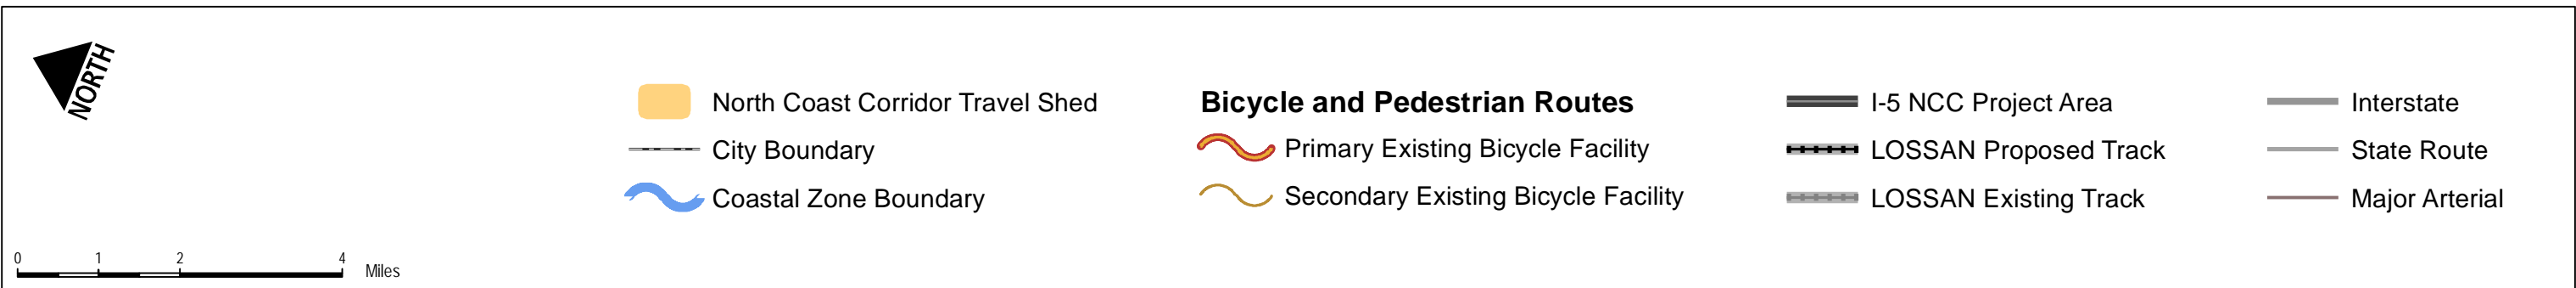 NORTH
North Coast Corridor Travel Shed
City Boundary
Coastal Zone Boundary
Bicycle and Pedestrian Routes
Primary Existing Bicycle Facility
Secondary Existing Bicycle Facility
I-5 NCC Project Area
LOSSAN Proposed Track
LOSSAN Existing Track
Interstate
State Route
Major Arterial
0 1 2 4 Miles